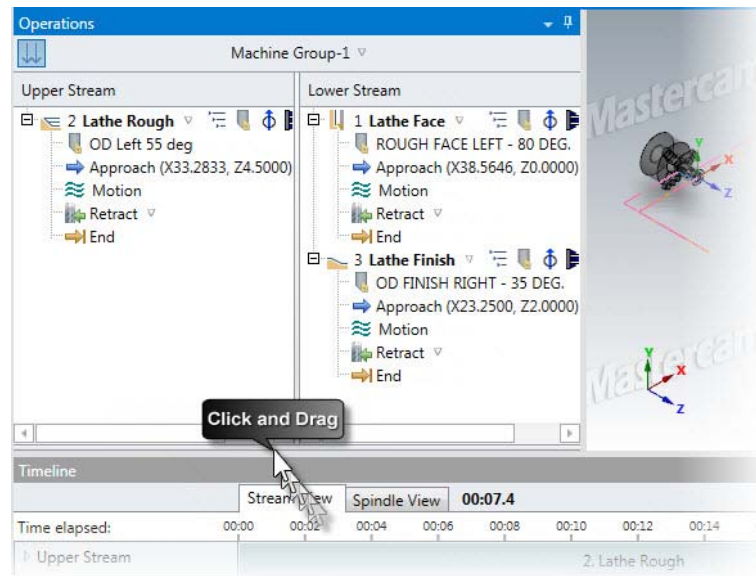 Operations
Machine Group-1
Upper Stream
2 Lathe Rough
OD Left 55 deg
Approach (X33.2833, Z4.5000)
Motion
Retract
End
Lower Stream
1 Lathe Face
ROUGH FACE LEFT - 80 DEG.
Approach (X38.5646, Z0.0000)
Motion
Retract
End
3 Lathe Finish
OD FINISH RIGHT - 35 DEG.
Approach (X23.2500, Z2.0000)
Motion
Retract
End
Mastercam
Y
X
Z
Mastercam
Y
X
Z
Click and Drag
Timeline
Stream View Spindle View 00:07.4
Time elapsed: 00:00 00:02 00:04 00:06 00:08 00:10 00:12 00:14
Upper Stream 2. Lathe Rough